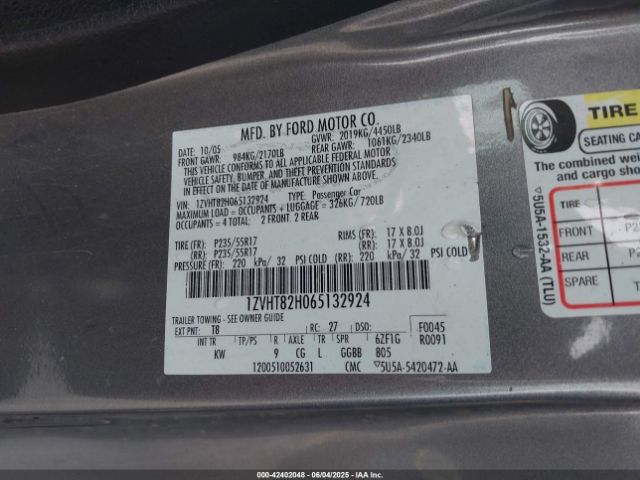 MFD. BY FORD MOTOR CO.
DATE: 10/05 GVWR: 2019KG/4450LB
FRONT GAWR: 984KG/2170LB REAR GAWR: 1061KG/2340LB
THIS VEHICLE CONFORMS TO ALL APPLICABLE FEDERAL MOTOR
VEHICLE SAFETY, BUMPER, AND THEFT PREVENTION STANDARDS
IN EFFECT ON THE DATE OF MANUFACTURE SHOWN ABOVE.
VIN: 1ZVHT82H065132924 TYPE: Passenger Car
MAXIMUM LOAD = OCCUPANTS + LUGGAGE = 326KG/720LB
OCCUPANTS = 4 TOTAL; 2 FRONT, 2 REAR
TIRE (FR): P235/55R17 RIMS (FR): 17 X 8.0J
(RR): P235/55R17 (RR): 17 X 8.0J
PRESSURE (FR): 220 kPa/ 32 PSI COLD (RR): 220 kPa/ 32 PSI COLD
1ZVHT82H065132924
TRAILER TOWING - SEE OWNER GUIDE
EXT PNT: T8 RC: 27 DSO: F0045
INT TR TP/PS R AXLE TR SPR 6ZF1G R0091
KW 9 CG L GGBB 805
1200510052631 CMC ▽5U5A-5420472-AA
TIRE
SEATING CA
The combined we
and cargo sho
TIRE
FRONT P2
REAR P2
SPARE T
▽5U5A-1532-AA (TLU)
000-42402048 - 06/04/2025 - COPYRIGHT IAA, LLC.